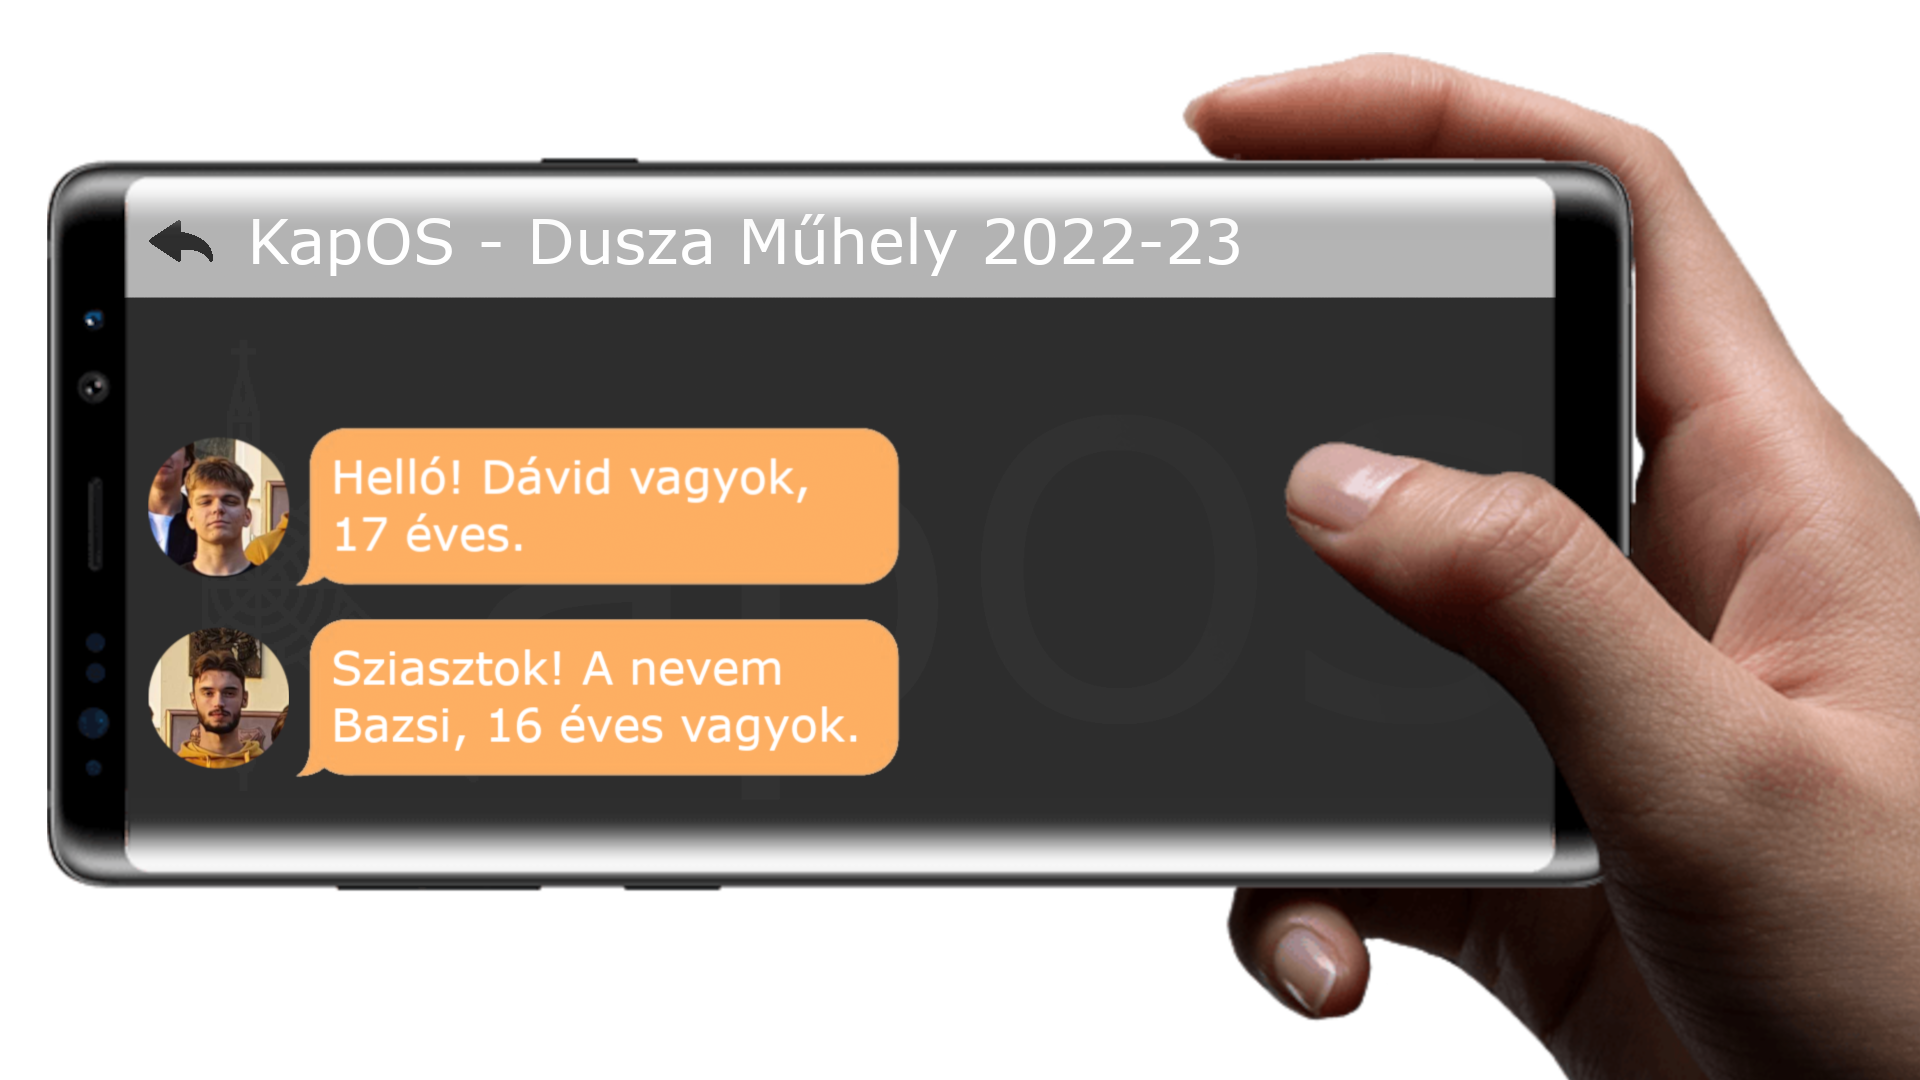 KapOS - Dusza Műhely 2022-23
Helló! Dávid vagyok,
17 éves.
Sziasztok! A nevem
Bazsi, 16 éves vagyok.